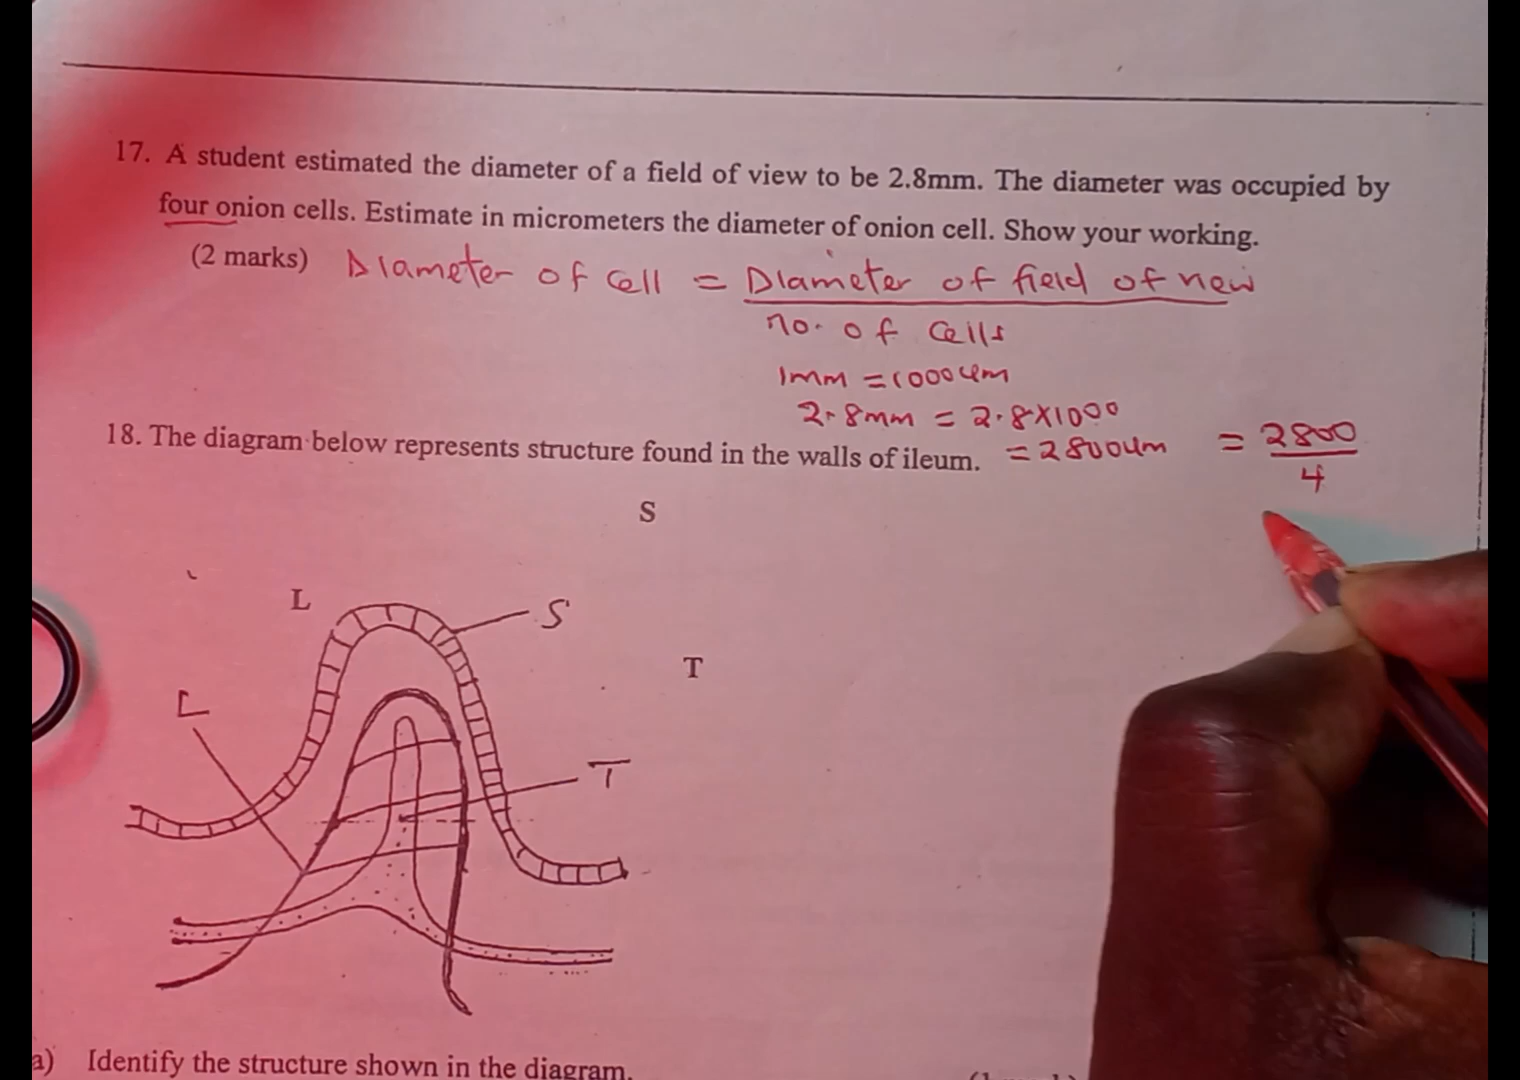 17. A student estimated the diameter of a field of view to be 2.8mm. The diameter was occupied by
four onion cells. Estimate in micrometers the diameter of onion cell. Show your working.
(2 marks) Diameter of cell = Diameter of field of view
no. of cells
1mm = 1000um
2.8mm = 2.8x1000
18. The diagram below represents structure found in the walls of ileum. = 2800um = 2800
4
S
L S
T
L
T
a) Identify the structure shown in the diagram.